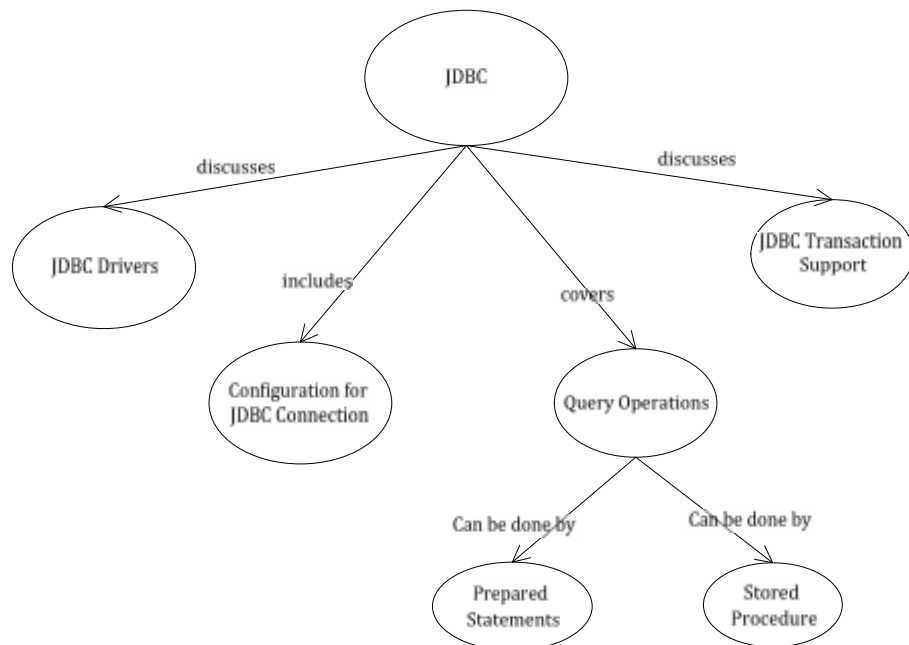 JDBC
discusses
discusses
JDBC Drivers
JDBC Transaction
Support
includes
covers
Configuration for
JDBC Connection
Query Operations
Can be done by
Can be done by
Prepared
Statements
Stored
Procedure